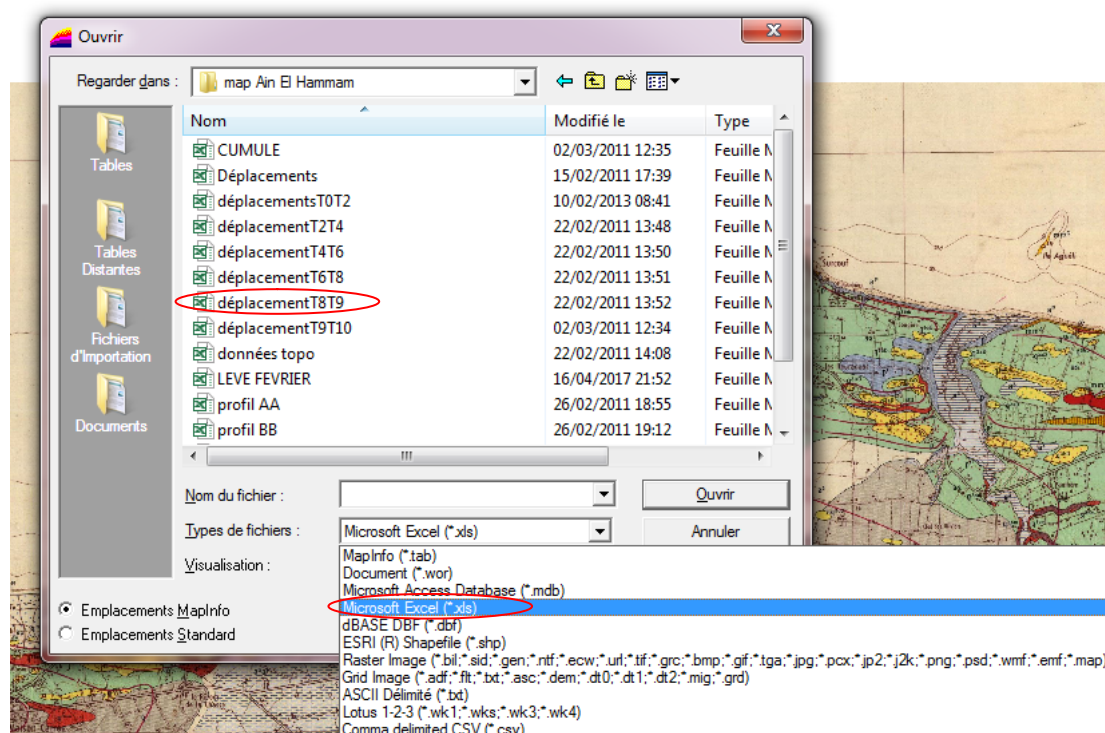 Ouvrir
Regarder dans : map Ain El Hammam
Nom Modifié le Type
CUMULE 02/03/2011 12:35 Feuille
Déplacements 15/02/2011 17:39 Feuille
déplacementsT0T2 10/02/2013 08:41 Feuille
déplacementT2T4 22/02/2011 13:48 Feuille
déplacementT4T6 22/02/2011 13:50 Feuille
déplacementT6T8 22/02/2011 13:51 Feuille
déplacementT8T9 22/02/2011 13:52 Feuille
déplacementT9T10 02/03/2011 12:34 Feuille
données topo 22/02/2011 14:08 Feuille
LEVE FEVRIER 16/04/2017 21:52 Feuille
profil AA 26/02/2011 18:55 Feuille
profil BB 26/02/2011 19:12 Feuille
Tables
Tables
Distantes
Fichiers
d'Importation
Documents
Nom du fichier : Ouvrir
Types de fichiers : Microsoft Excel (*.xls) Annuler
Visualisation :
MapInfo (*.tab)
Document (*.wor)
Microsoft Access Database (*.mdb)
Microsoft Excel (*.xls)
dBASE DBF (*.dbf)
ESRI (R) Shapefile (*.shp)
Raster Image (*.bil;*.sid;*.gen;*.ntf;*.ecw;*.url;*.tif;*.grc;*.bmp;*.gif;*.tga;*.jpg;*.pcx;*.jp2;*.j2k;*.png;*.psd;*.wmf;*.emf;*.map)
Grid Image (*.adf;*.flt;*.txt;*.asc;*.dem;*.dt0;*.dt1;*.dt2;*.mig;*.grd)
ASCII Délimité (*.txt)
Lotus 1-2-3 (*.wk1;*.wks;*.wk3;*.wk4)
Comma delimited CSV (*.csv)
Emplacements MapInfo
Emplacements Standard
Surcouf
Ile Aguéli